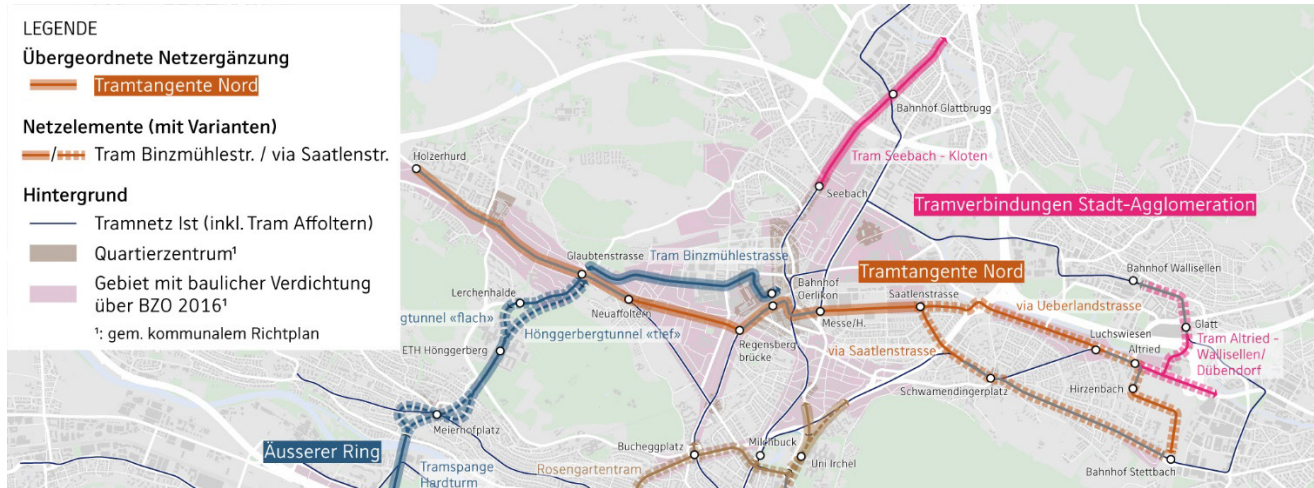 LEGENDE
Übergeordnete Netzergänzung
Tramtangente Nord
Netzelemente (mit Varianten)
/ Tram Binzmühlestr. / via Saatlenstr.
Hintergrund
Tramnetz Ist (inkl. Tram Affoltern)
Quartierzentrum¹
Gebiet mit baulicher Verdichtung
über BZO 2016¹
¹: gem. kommunalem Richtplan
Bahnhof Glattbrugg
Tram Seebach - Kloten
Holzerhurd
Seebach
Tramverbindungen Stadt-Agglomeration
Glaubtenstrasse
Tram Binzmühlestrasse
Tramtangente Nord
Bahnhof Wallisellen
Bahnhof
Oerlikon
Saatlenstrasse
Lerchenhalde
via Ueberlandstrasse
gtunnel «flach»
Neuaffoltern
Messe/H.
Glatt
Hönggerbergtunnel «tief»
Luchswiesen
Tram Altried -
Wallisellen/
Dübendorf
ETH Hönggerberg
Regensberg
brücke
via Saatlenstrasse
Altried
Schwamendingerplatz
Hirzenbach
Meierhofplatz
Äusserer Ring
Bucheggplatz
Milchbuck
Uni Irchel
Bahnhof Stettbach
Tramspange
Hardturm
Rosengartentram